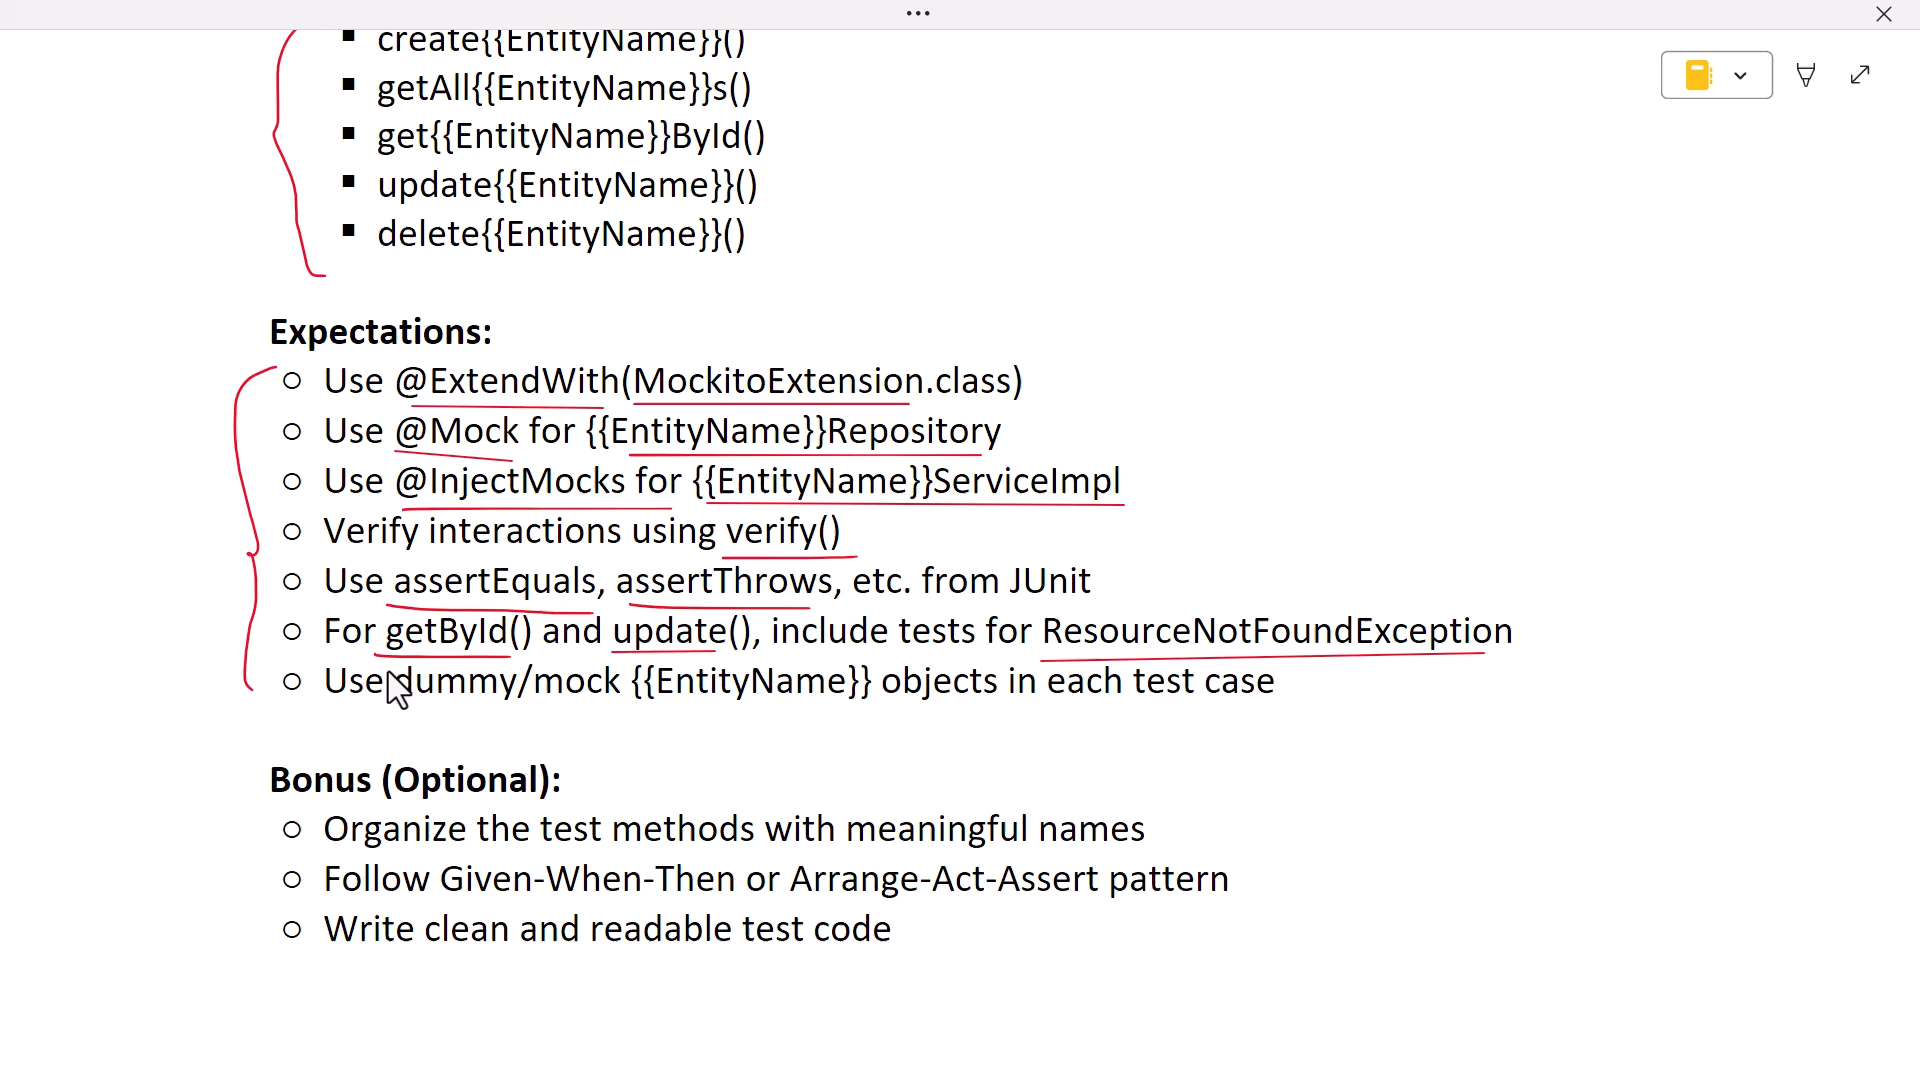 create{{EntityName}}()
getAll{{EntityName}}s()
get{{EntityName}}ById()
update{{EntityName}}()
delete{{EntityName}}()
Expectations:
Use @ExtendWith(MockitoExtension.class)
Use @Mock for {{EntityName}}Repository
Use @InjectMocks for {{EntityName}}ServiceImpl
Verify interactions using verify()
Use assertEquals, assertThrows, etc. from JUnit
For getById() and update(), include tests for ResourceNotFoundException
Use dummy/mock {{EntityName}} objects in each test case
Bonus (Optional):
Organize the test methods with meaningful names
Follow Given-When-Then or Arrange-Act-Assert pattern
Write clean and readable test code